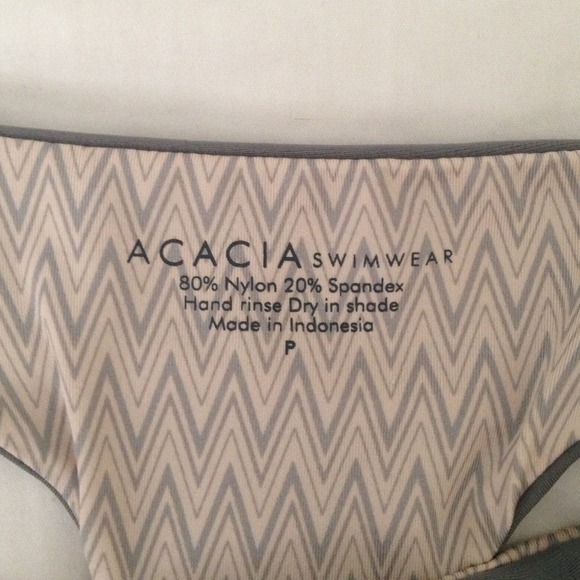 ACACIA SWIMWEAR
80% Nylon 20% Spandex
Hand rinse Dry in shade
Made in Indonesia
P